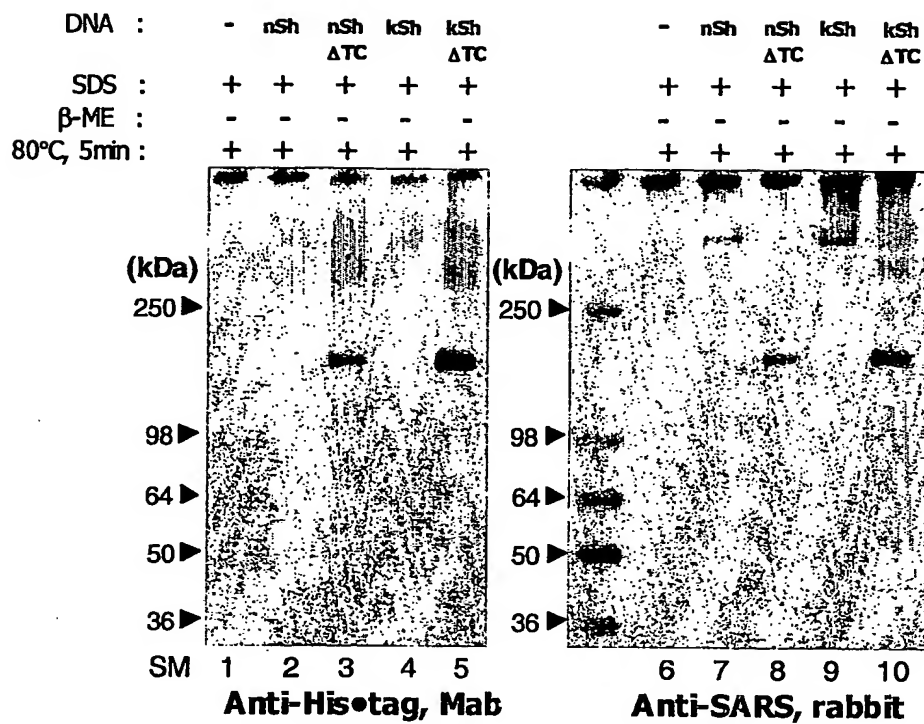 DNA : - nSh nSh ΔTC kSh kSh ΔTC - nSh nSh ΔTC kSh kSh ΔTC
SDS : + + + + + + + + + +
β-ME : - - - - - - - - - -
80°C, 5min : + + + + + + + + + +
(kDa) (kDa)
250 250
98 98
64 64
50 50
36 36
SM 1 2 3 4 5 6 7 8 9 10
Anti-His•tag, Mab Anti-SARS, rabbit